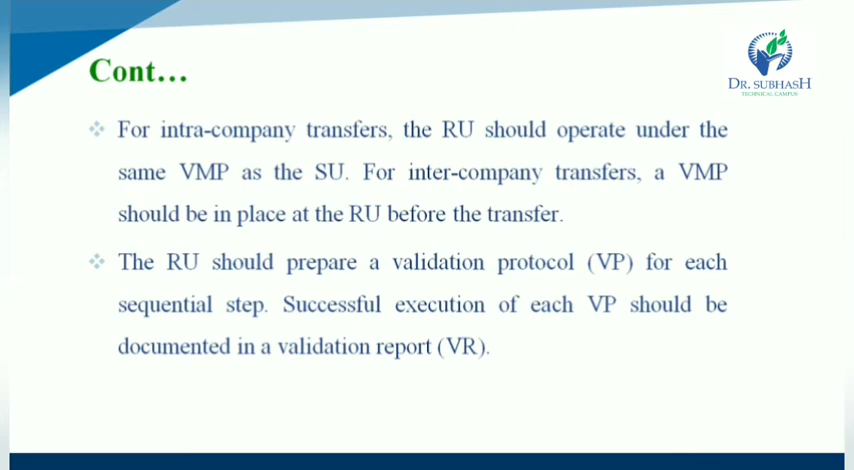 Cont…
DR. SUBHASH
TECHNICAL CAMPUS
For intra-company transfers, the RU should operate under the
same VMP as the SU. For inter-company transfers, a VMP
should be in place at the RU before the transfer.
The RU should prepare a validation protocol (VP) for each
sequential step. Successful execution of each VP should be
documented in a validation report (VR).